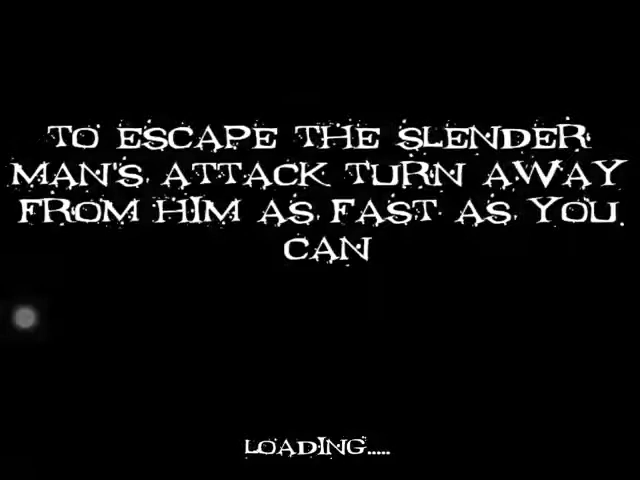 TO ESCAPE THE SLENDER
MAN'S ATTACK TURN AWAY
FROM HIM AS FAST AS YOU
CAN
LOADING.....